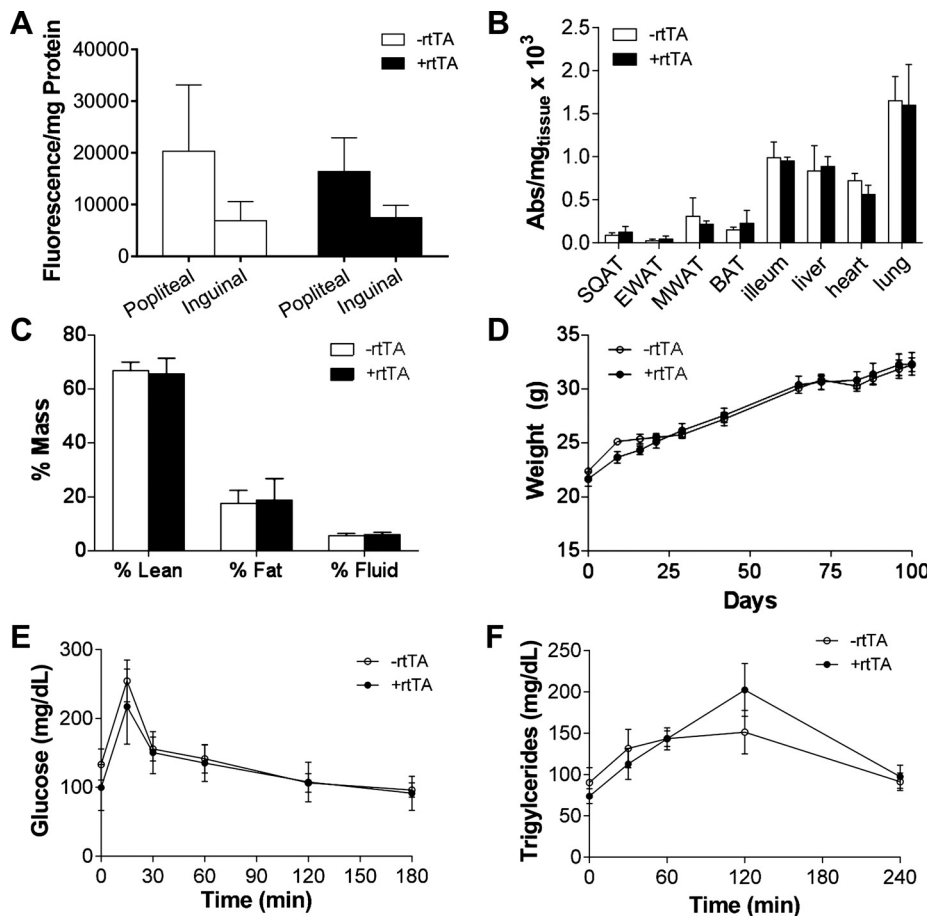 A
Fluorescence/mg Protein
40000
30000
20000
10000
0
-rtTA
+rtTA
Popliteal
Inguinal
Popliteal
Inguinal
B
Abs/mgtissue x 10³
2.5
2.0
1.5
1.0
0.5
0.0
-rtTA
+rtTA
SQAT
EWAT
MWAT
BAT
illeum
liver
heart
lung
C
% Mass
80
60
40
20
0
-rtTA
+rtTA
% Lean
% Fat
% Fluid
D
Weight (g)
35
30
25
20
15
-rtTA
+rtTA
0 25 50 75 100
Days
E
Glucose (mg/dL)
300
200
100
0
-rtTA
+rtTA
0 30 60 90 120 150 180
Time (min)
F
Trigylcerides (mg/dL)
250
200
150
100
50
0
-rtTA
+rtTA
0 60 120 180 240
Time (min)